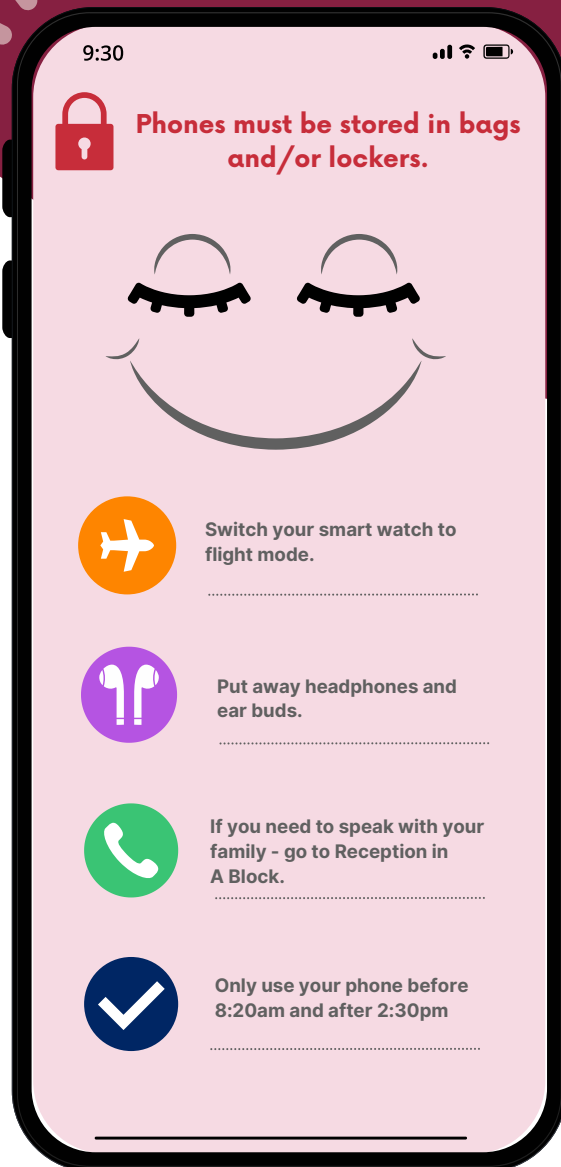 9:30
Phones must be stored in bags
and/or lockers.
Switch your smart watch to
flight mode.
Put away headphones and
ear buds.
If you need to speak with your
family - go to Reception in
A Block.
Only use your phone before
8:20am and after 2:30pm